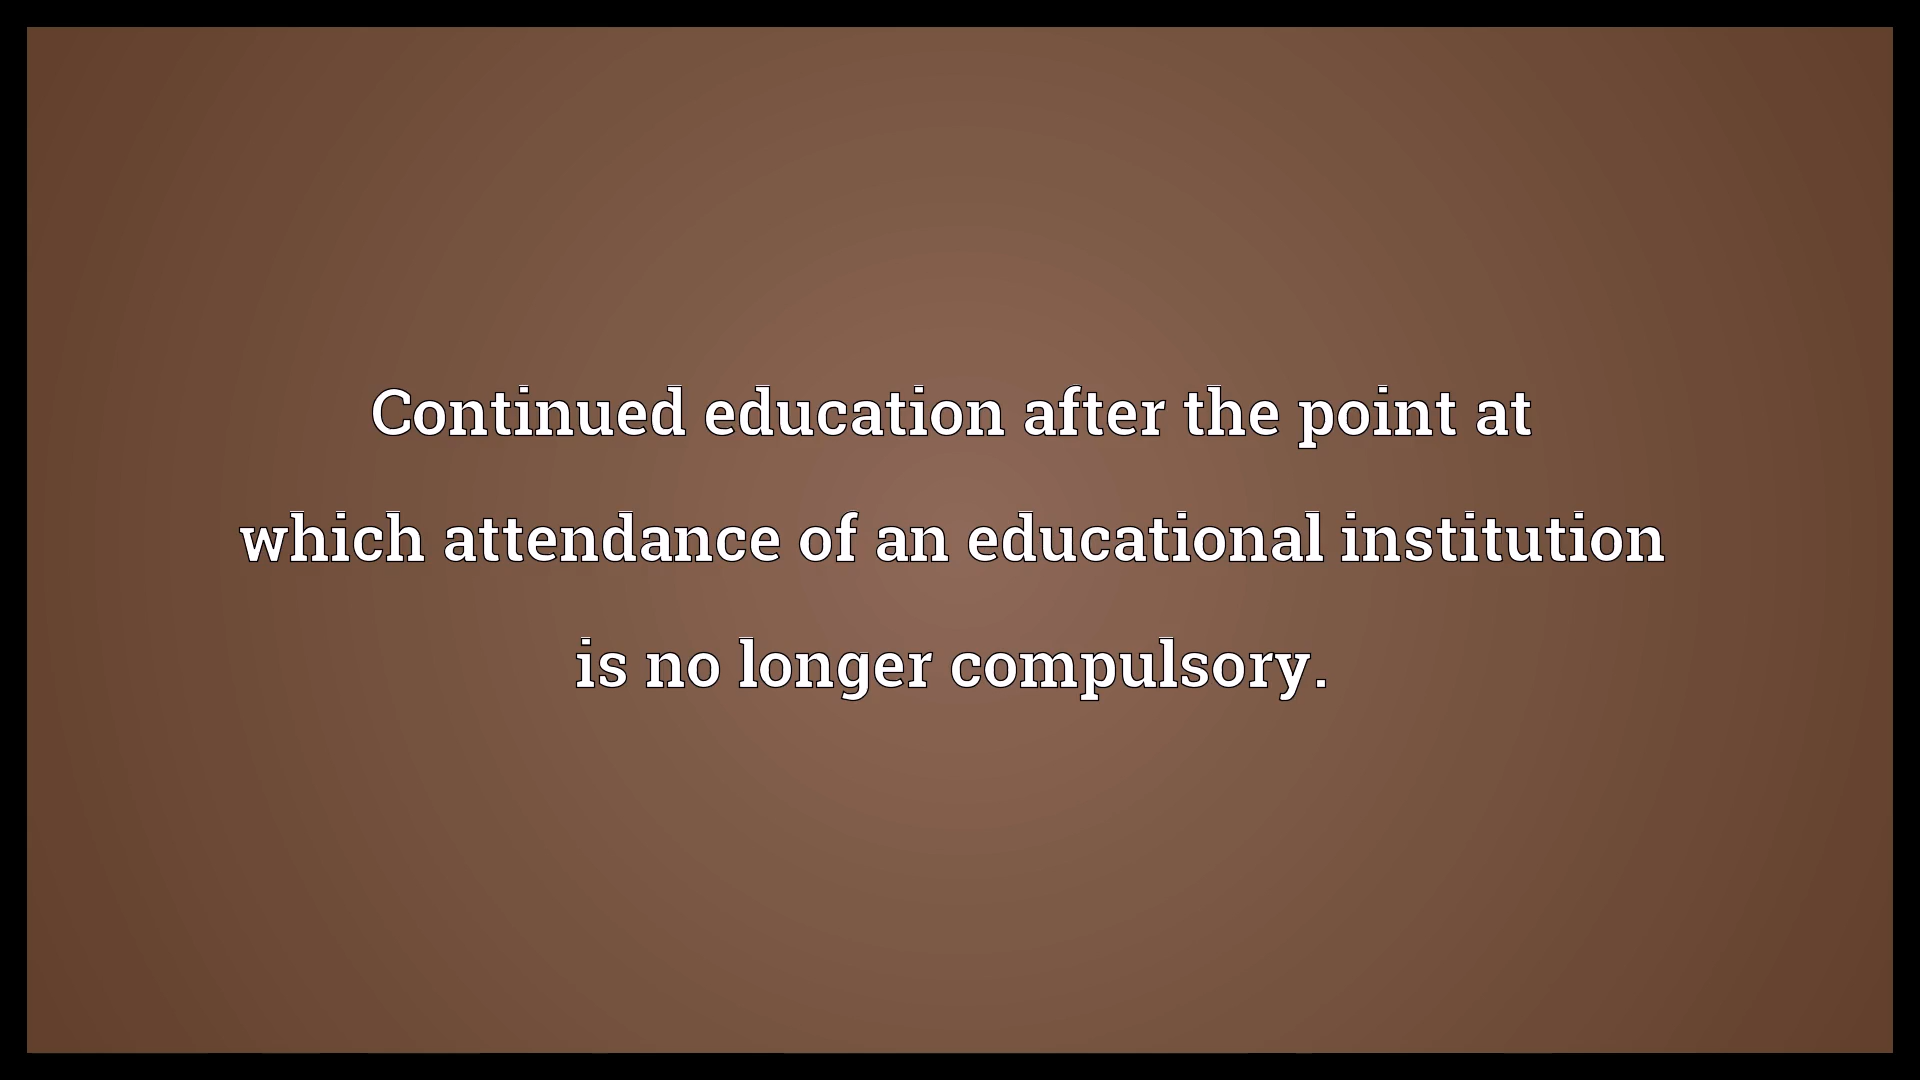 Continued education after the point at
which attendance of an educational institution
is no longer compulsory.